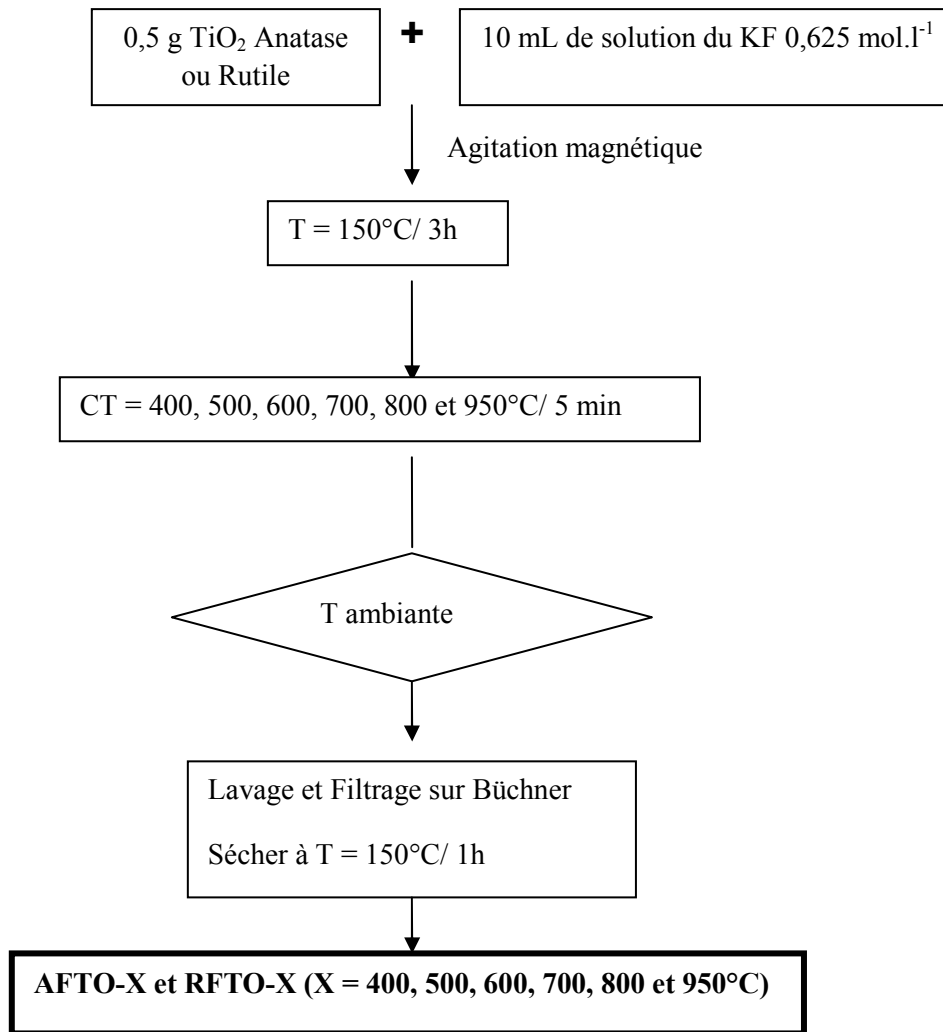 0,5 g TiO₂ Anatase
ou Rutile
+
10 mL de solution du KF 0,625 mol.l⁻¹
Agitation magnétique
T = 150°C/ 3h
CT = 400, 500, 600, 700, 800 et 950°C/ 5 min
T ambiante
Lavage et Filtrage sur Büchner
Sécher à T = 150°C/ 1h
AFTO-X et RFTO-X (X = 400, 500, 600, 700, 800 et 950°C)